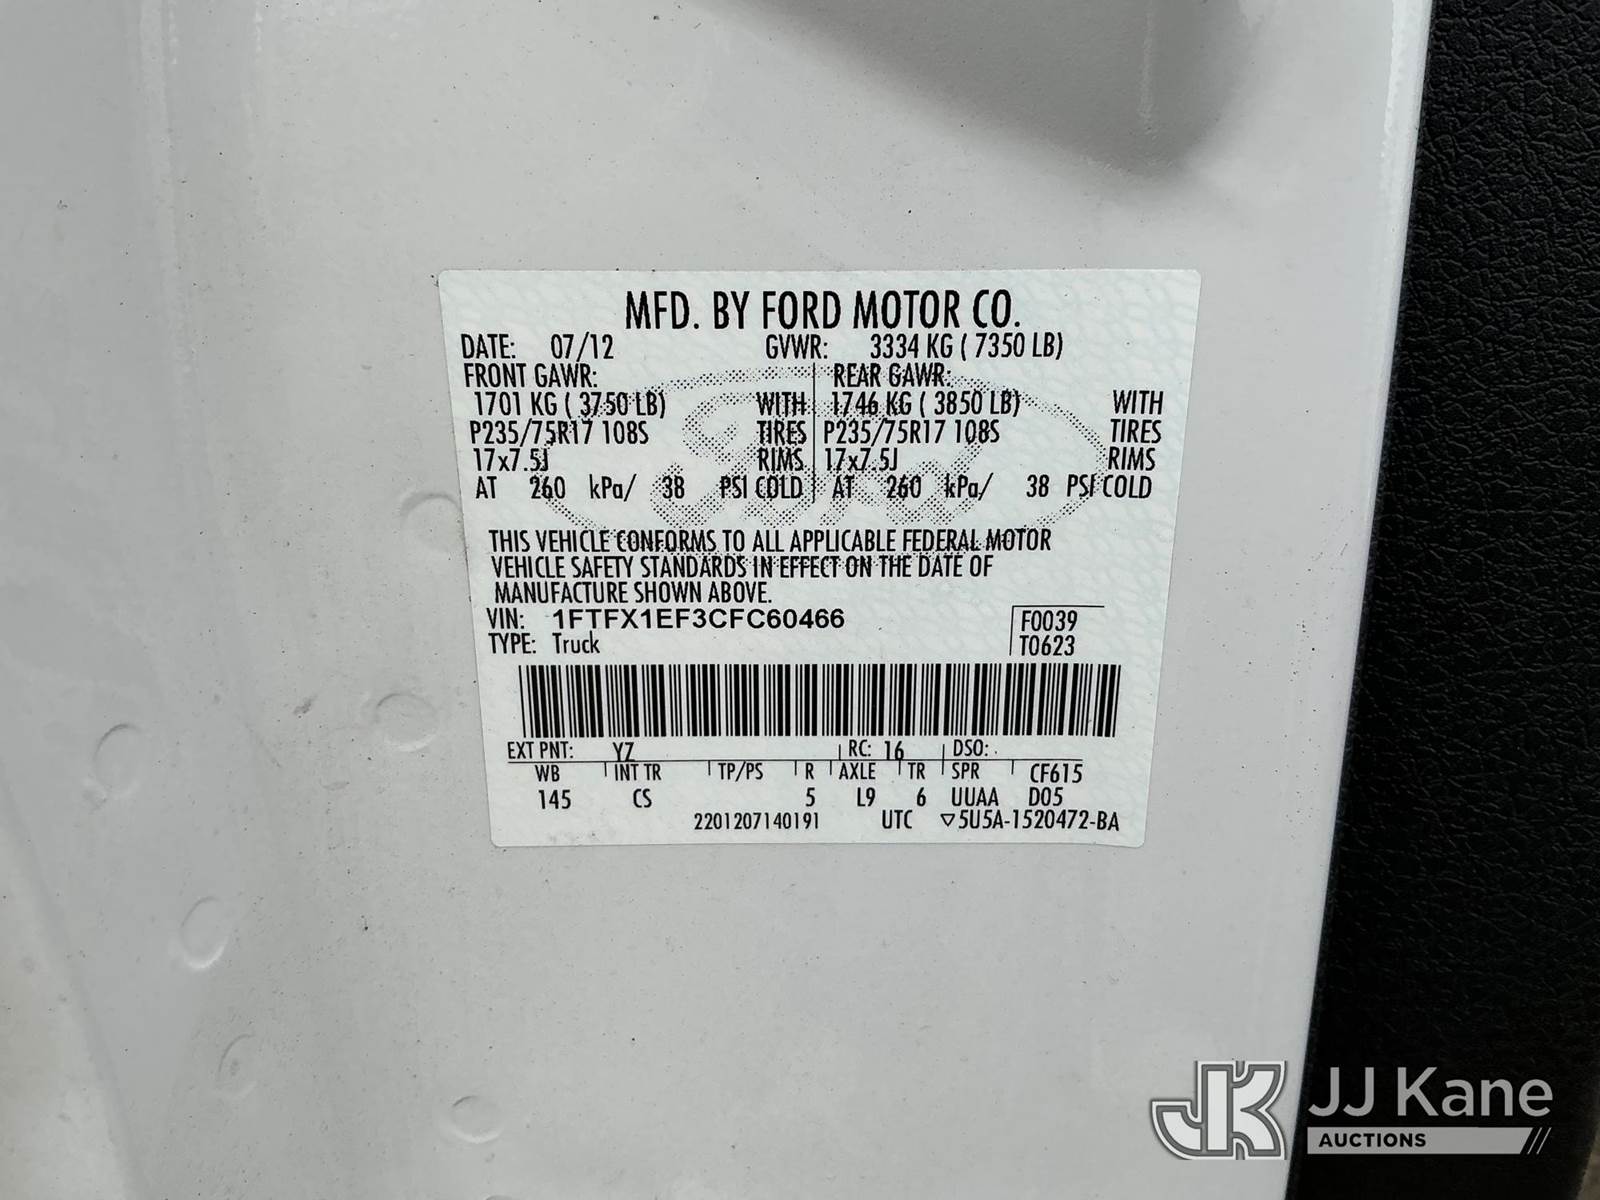 MFD. BY FORD MOTOR CO.
DATE: 07/12 GVWR: 3334 KG ( 7350 LB)
FRONT GAWR: REAR GAWR:
1701 KG ( 3750 LB) WITH 1746 KG ( 3850 LB) WITH
P235/75R17 108S TIRES P235/75R17 108S TIRES
17x7.5J RIMS 17x7.5J RIMS
AT 260 kPa/ 38 PSI COLD AT 260 kPa/ 38 PSI COLD
THIS VEHICLE CONFORMS TO ALL APPLICABLE FEDERAL MOTOR
VEHICLE SAFETY STANDARDS IN EFFECT ON THE DATE OF
MANUFACTURE SHOWN ABOVE.
VIN: 1FTFX1EF3CFC60466 F0039
TYPE: Truck T0623
EXT PNT: YZ RC: 16 DSO:
WB INT TR TP/PS R AXLE TR SPR CF615
145 CS 5 L9 6 UUAA D05
2201207140191 UTC ▽5U5A-1520472-BA
Ford
JK JJ Kane
AUCTIONS